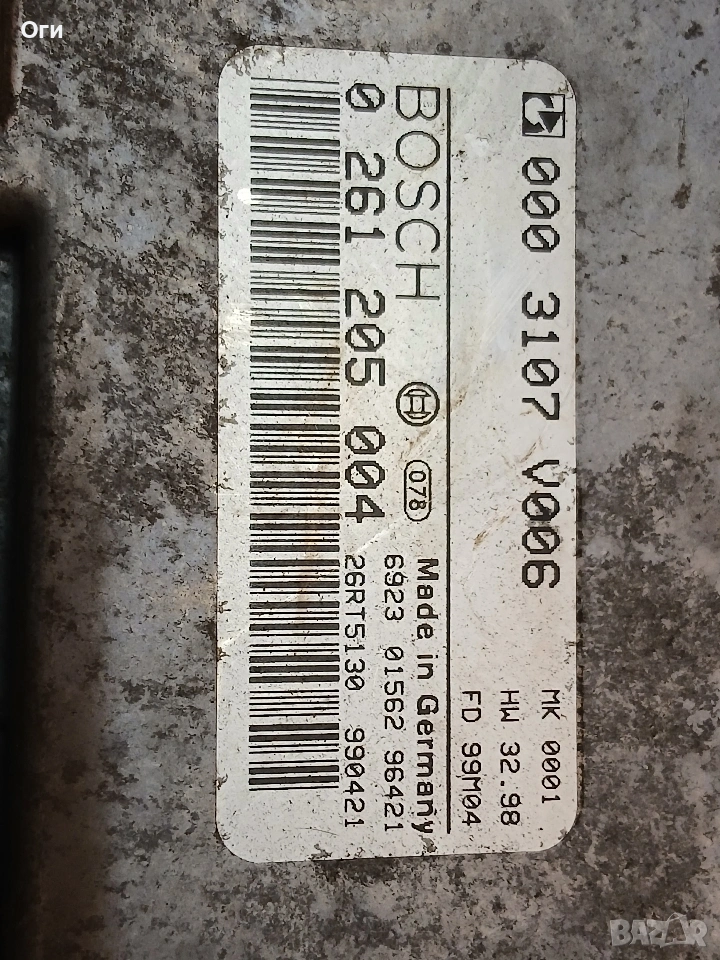 Оги
000 3107 V006
MK 0001
HW 32.98
FD 99M04
BOSCH
078
Made in Germany
0 261 205 004
6923 01562 96421
26RT5130 990421
BAZAR